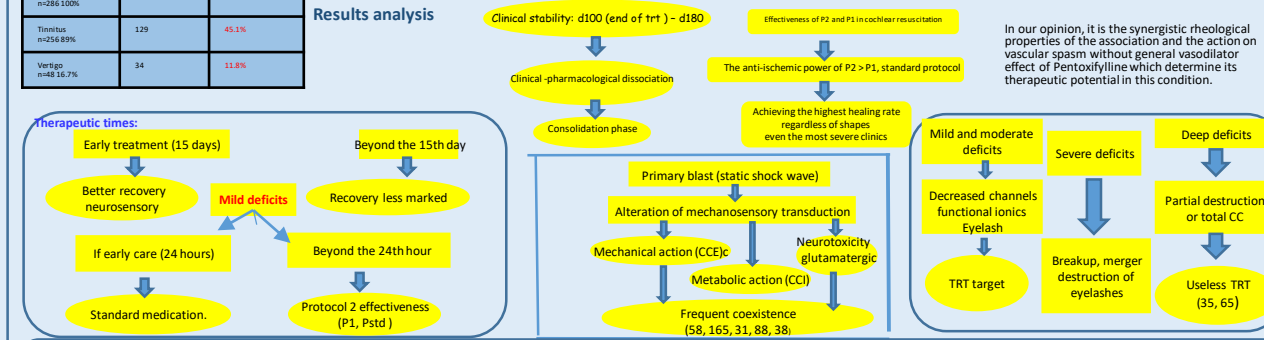 n=286 100%
Tinnitus
n=256 89%
129
45.1%
Vertigo
n=48 16.7%
34
11.8%
Results analysis
Clinical stability: d100 (end of trt ) – d180
Clinical -pharmacological dissociation
Consolidation phase
Effectiveness of P2 and P1 in cochlear resuscitation
The anti-ischemic power of P2 > P1, standard protocol
Achieving the highest healing rate
regardless of shapes
even the most severe clinics
In our opinion, it is the synergistic rheological
properties of the association and the action on
vascular spasm without general vasodilator
effect of Pentoxifylline which determine its
therapeutic potential in this condition.
Therapeutic times:
Early treatment (15 days)
Better recovery
neurosensory
Beyond the 15th day
Recovery less marked
Mild deficits
If early care (24 hours)
Standard medication.
Beyond the 24th hour
Protocol 2 effectiveness
(P1, Pstd )
Primary blast (static shock wave)
Alteration of mechanosensory transduction
Mechanical action (CCE)c
Metabolic action (CCI)
Neurotoxicity
glutamatergic
Frequent coexistence
(58, 165, 31, 88, 38)
Mild and moderate
deficits
Decreased channels
functional ionics
Eyelash
TRT target
Severe deficits
Breakup, merger
destruction of
eyelashes
Deep deficits
Partial destruction
or total CC
Useless TRT
(35, 65)